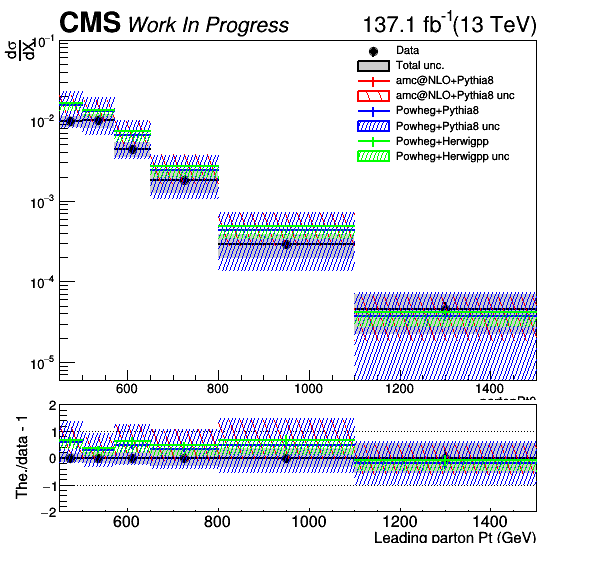 CMS Work In Progress 137.1 fb-1(13 TeV)
dσ
dX
10-1
10-2
10-3
10-4
10-5
Data
Total unc.
amc@NLO+Pythia8
amc@NLO+Pythia8 unc
Powheg+Pythia8
Powheg+Pythia8 unc
Powheg+Herwigpp
Powheg+Herwigpp unc
600 800 1000 1200 1400
The./data - 1
2
1
0
−1
−2
600 800 1000 1200 1400
Leading parton Pt (GeV)